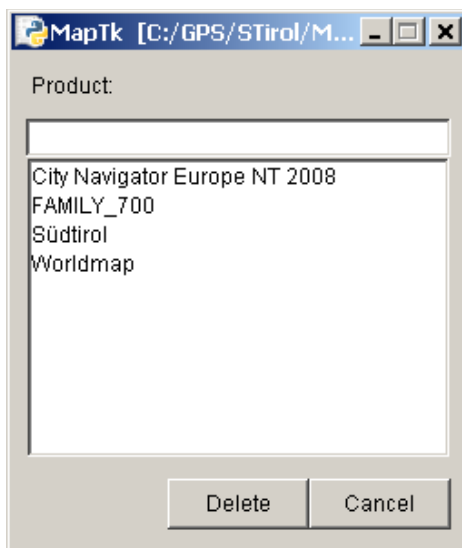 MapTk [C:/GPS/STirol/M...
Product:
City Navigator Europe NT 2008
FAMILY_700
Südtirol
Worldmap
Delete Cancel